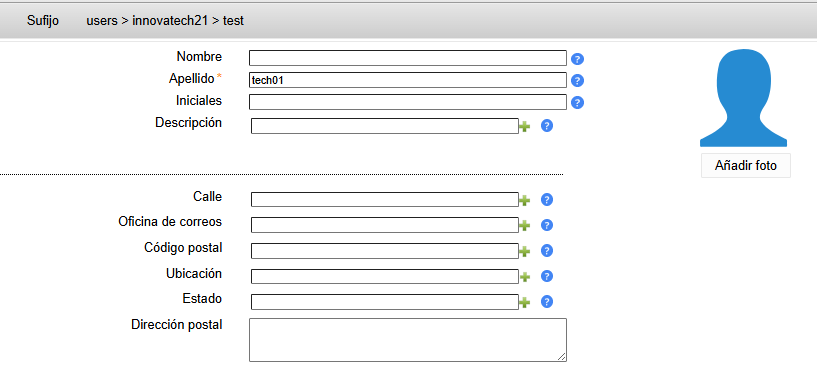 Sufijo users > innovatech21 > test
Nombre
Apellido * tech01
Iniciales
Descripción
Añadir foto
Calle
Oficina de correos
Código postal
Ubicación
Estado
Dirección postal